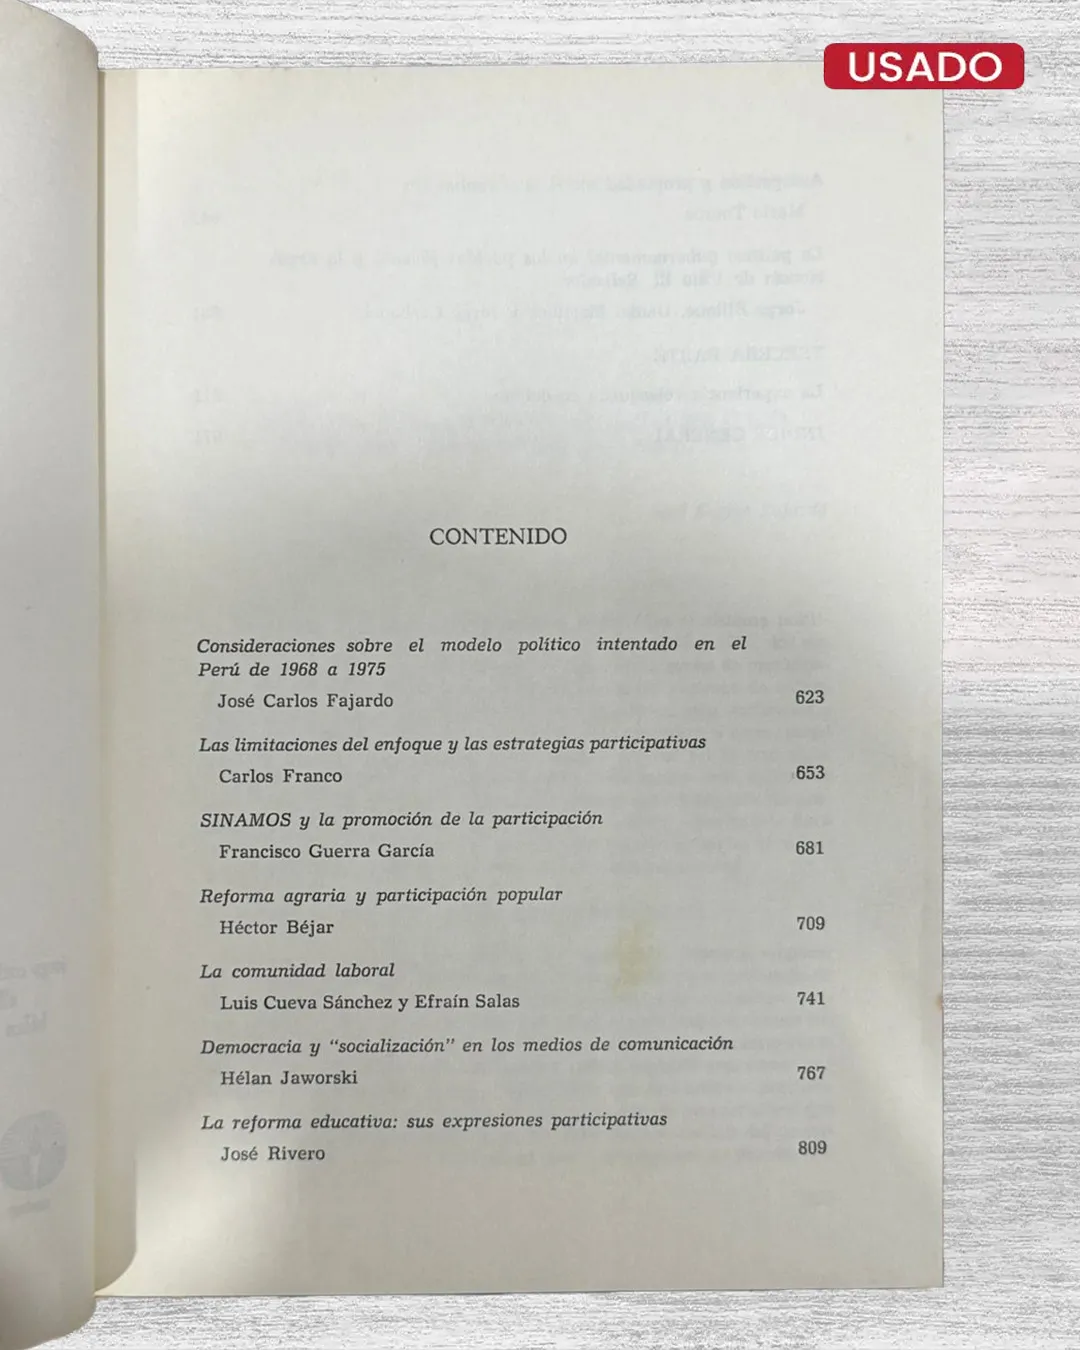 USADO
CONTENIDO
Consideraciones sobre el modelo político intentado en el
Perú de 1968 a 1975
José Carlos Fajardo 623
Las limitaciones del enfoque y las estrategias participativas
Carlos Franco 653
SINAMOS y la promoción de la participación
Francisco Guerra García 681
Reforma agraria y participación popular
Héctor Béjar 709
La comunidad laboral
Luis Cueva Sánchez y Efraín Salas 741
Democracia y “socialización” en los medios de comunicación
Hélan Jaworski 767
La reforma educativa: sus expresiones participativas
José Rivero 809